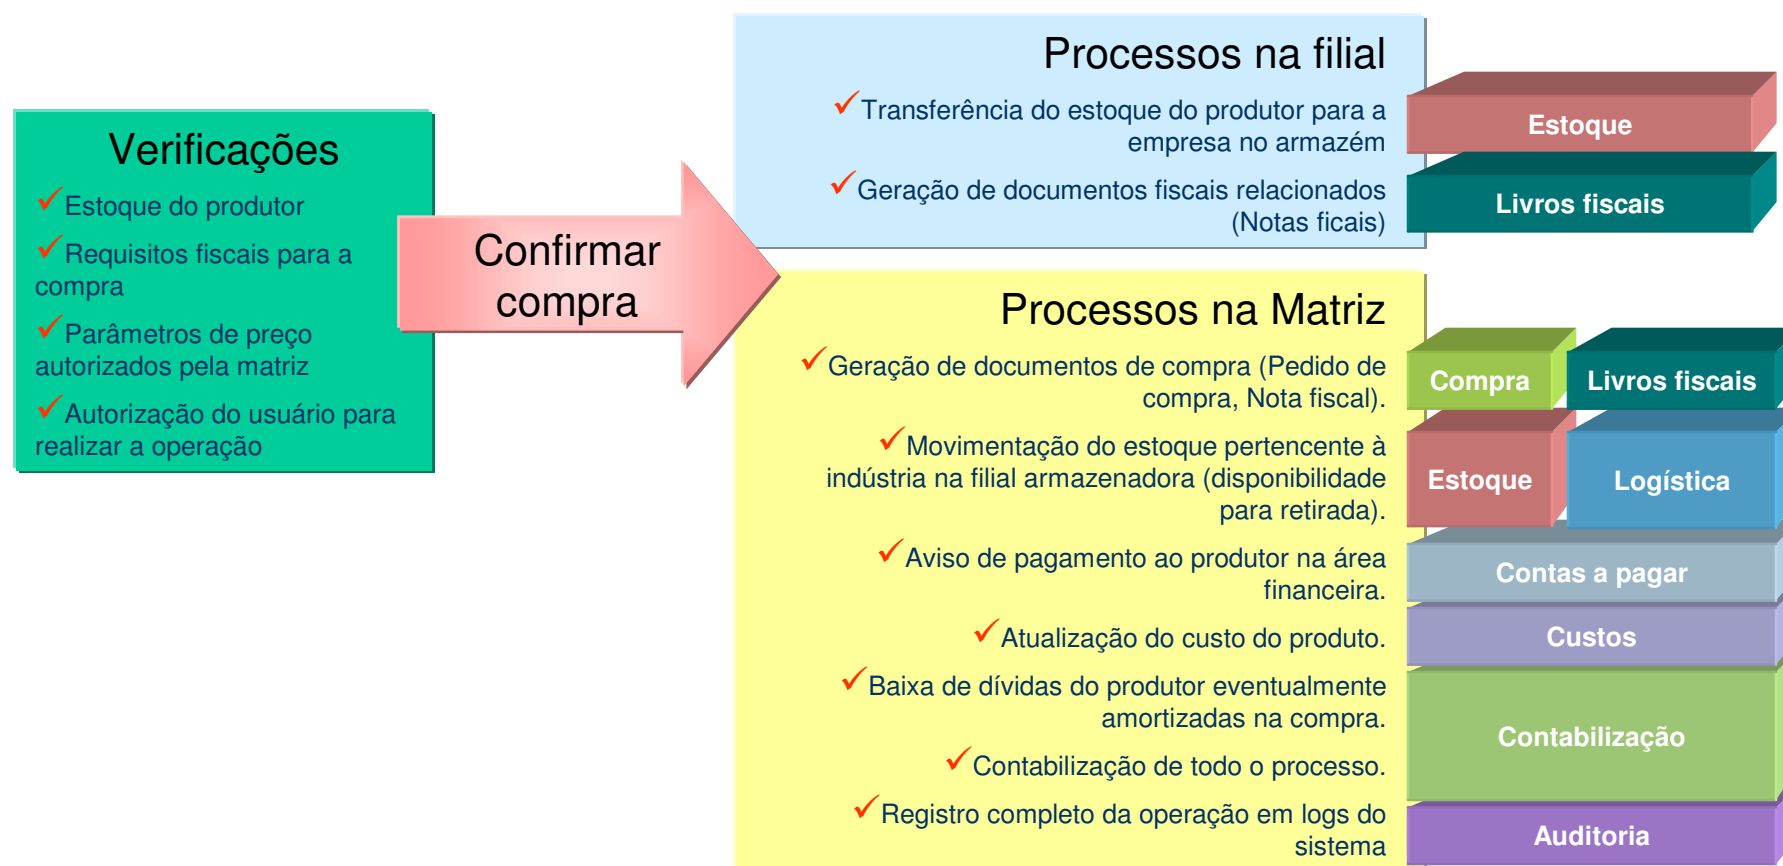 Verificações
Estoque do produtor
Requisitos fiscais para a
compra
Parâmetros de preço
autorizados pela matriz
Autorização do usuário para
realizar a operação
Confirmar
compra
Processos na filial
Transferência do estoque do produtor para a
empresa no armazém
Geração de documentos fiscais relacionados
(Notas ficais)
Estoque
Livros fiscais
Processos na Matriz
Geração de documentos de compra (Pedido de
compra, Nota fiscal).
Movimentação do estoque pertencente à
indústria na filial armazenadora (disponibilidade
para retirada).
Aviso de pagamento ao produtor na área
financeira.
Atualização do custo do produto.
Baixa de dívidas do produtor eventualmente
amortizadas na compra.
Contabilização de todo o processo.
Registro completo da operação em logs do
sistema
Compra
Livros fiscais
Estoque
Logística
Contas a pagar
Custos
Contabilização
Auditoria